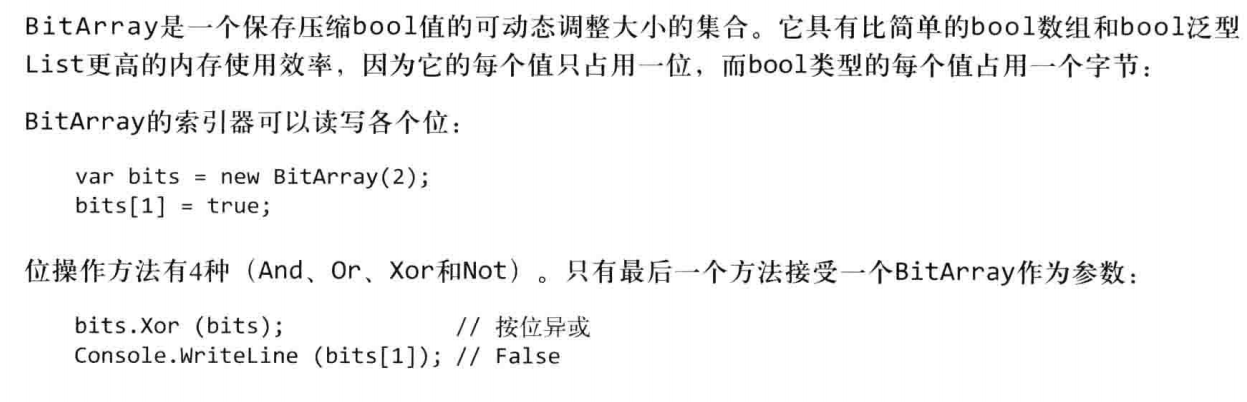 BitArray是一个保存压缩bool值的可动态调整大小的集合。它具有比简单的bool数组和bool泛型
List更高的内存使用效率，因为它的每个值只占用一位，而bool类型的每个值占用一个字节：
BitArray的索引器可以读写各个位：
var bits = new BitArray(2);
bits[1] = true;
位操作方法有4种（And、Or、Xor和Not）。只有最后一个方法接受一个BitArray作为参数：
bits.Xor (bits); // 按位异或
Console.WriteLine (bits[1]); // False